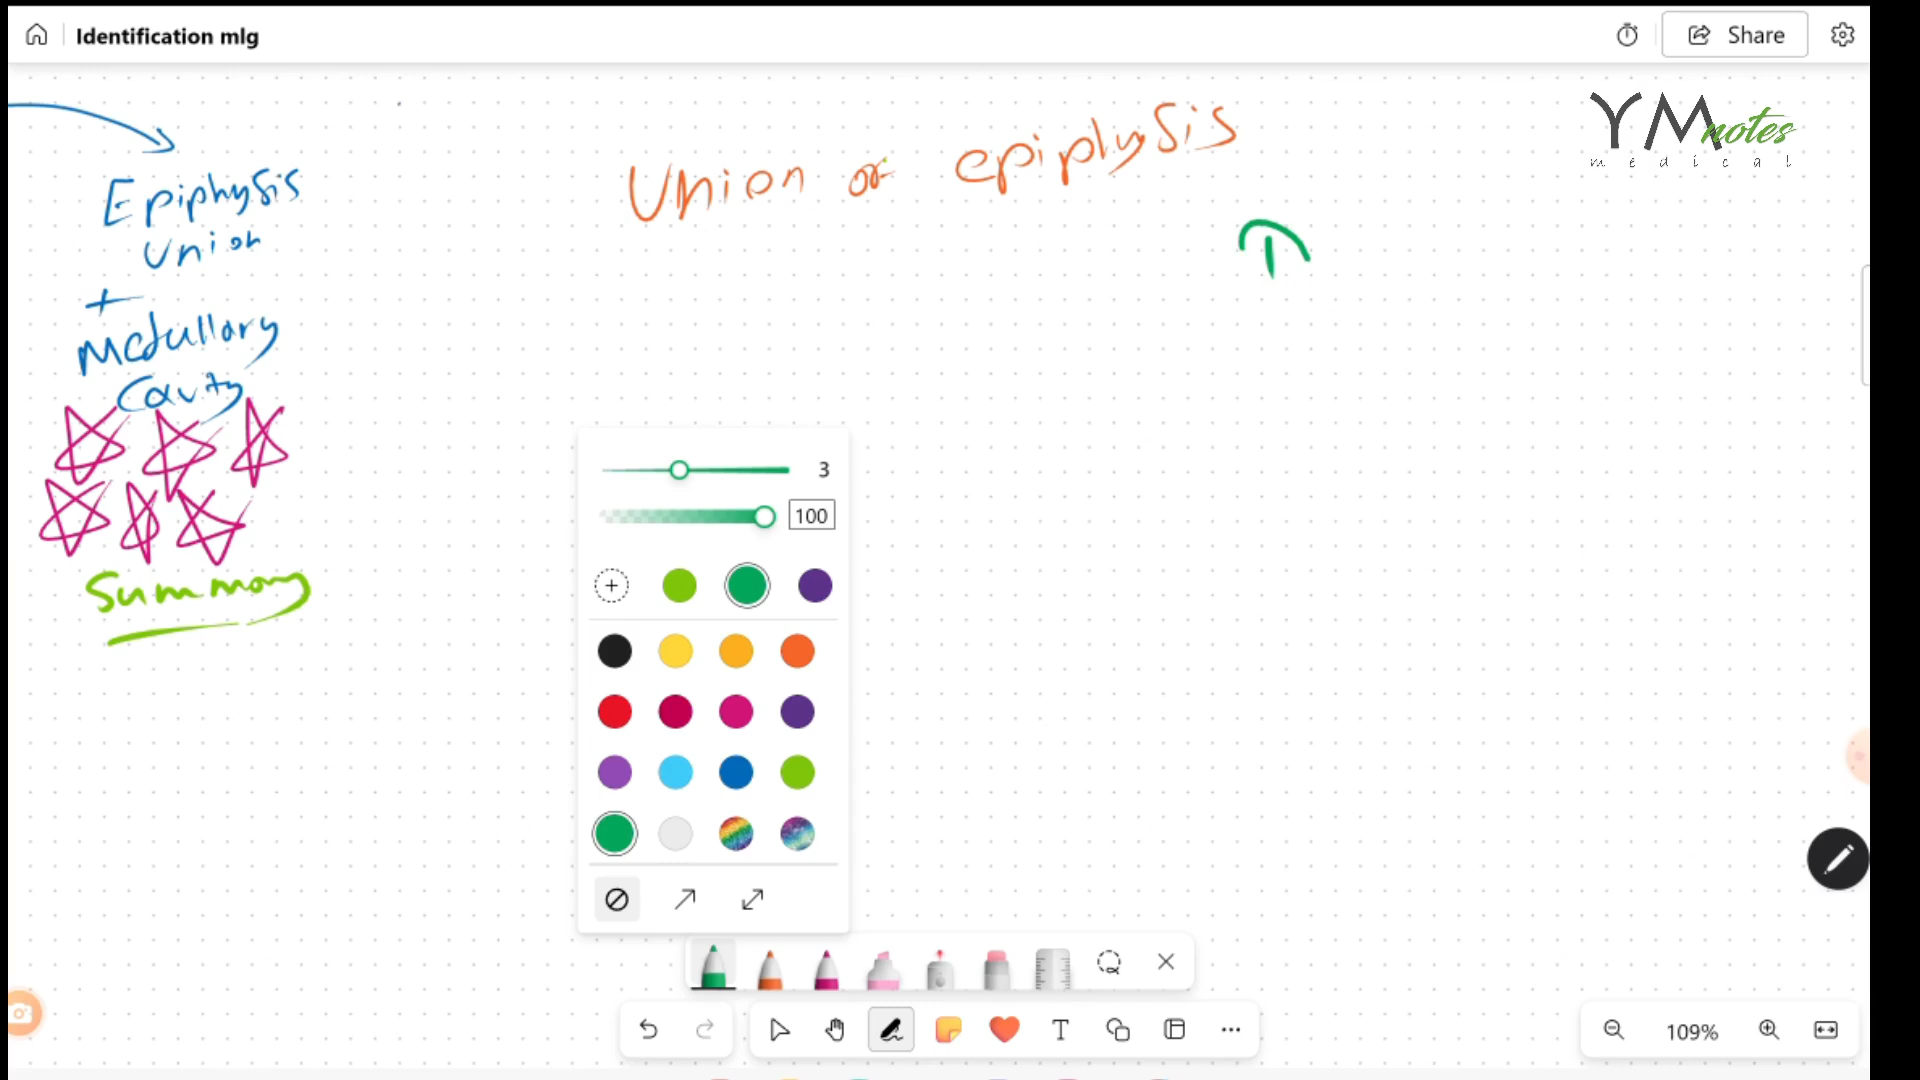 Identification mlg
Share
YM notes
medical
Union of epiphysis
Epiphysis
Union
+
Medullary
Cavity
Summary
3
100
109%